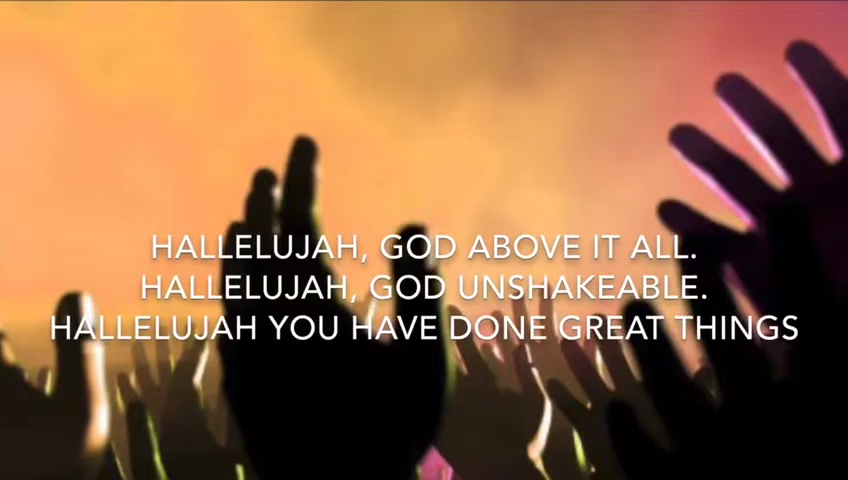 HALLELUJAH, GOD ABOVE IT ALL.
HALLELUJAH, GOD UNSHAKEABLE.
HALLELUJAH YOU HAVE DONE GREAT THINGS